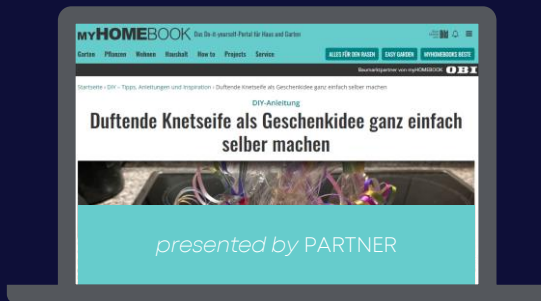 MYHOMEBOOK Das Do-it-yourself-Portal für Haus und Garten
Garten Pflanzen Wohnen Haushalt How to Projects Service
ALLES FÜR DEN RASEN EASY GARDEN MYHOMEBOOKS BESTE
Baumarktpartner von myHOMEBOOK OBI
Startseite › DIY – Tipps, Anleitungen und Inspiration › Duftende Knetseife als Geschenkidee ganz einfach selber machen
DIY-Anleitung
Duftende Knetseife als Geschenkidee ganz einfach
selber machen
presented by PARTNER